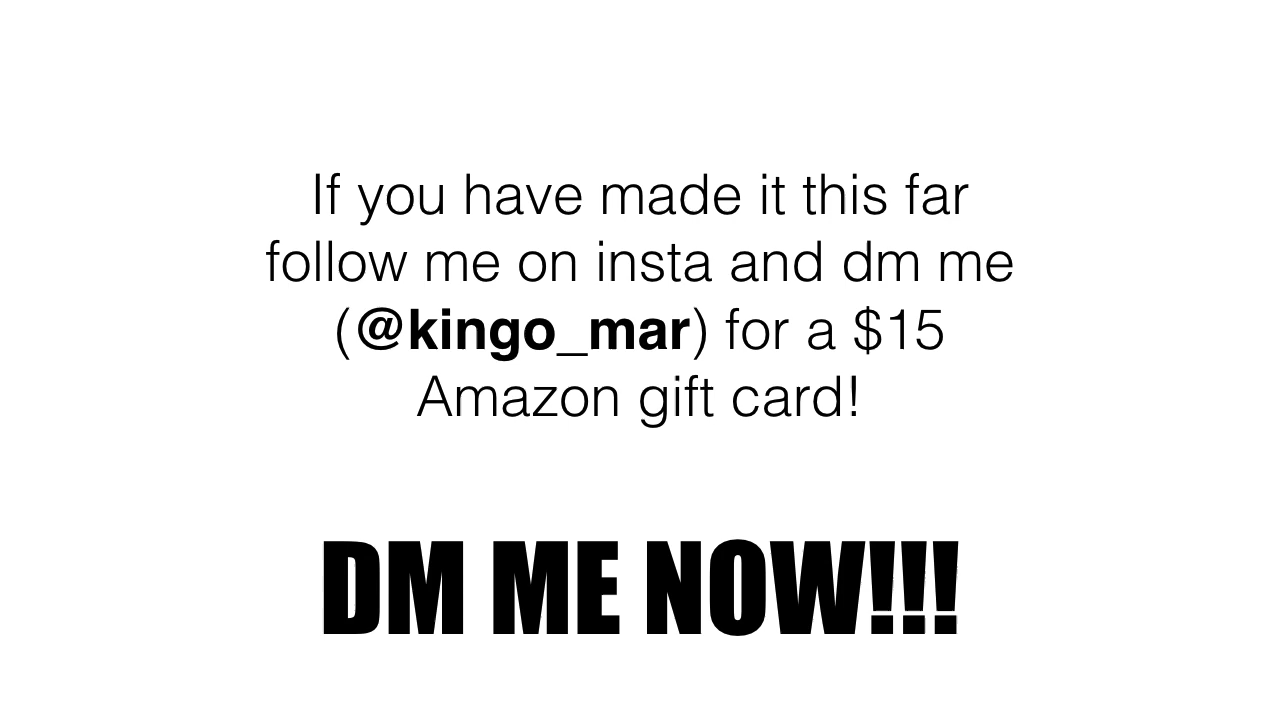 If you have made it this far
follow me on insta and dm me
(@kingo_mar) for a $15
Amazon gift card!
DM ME NOW!!!